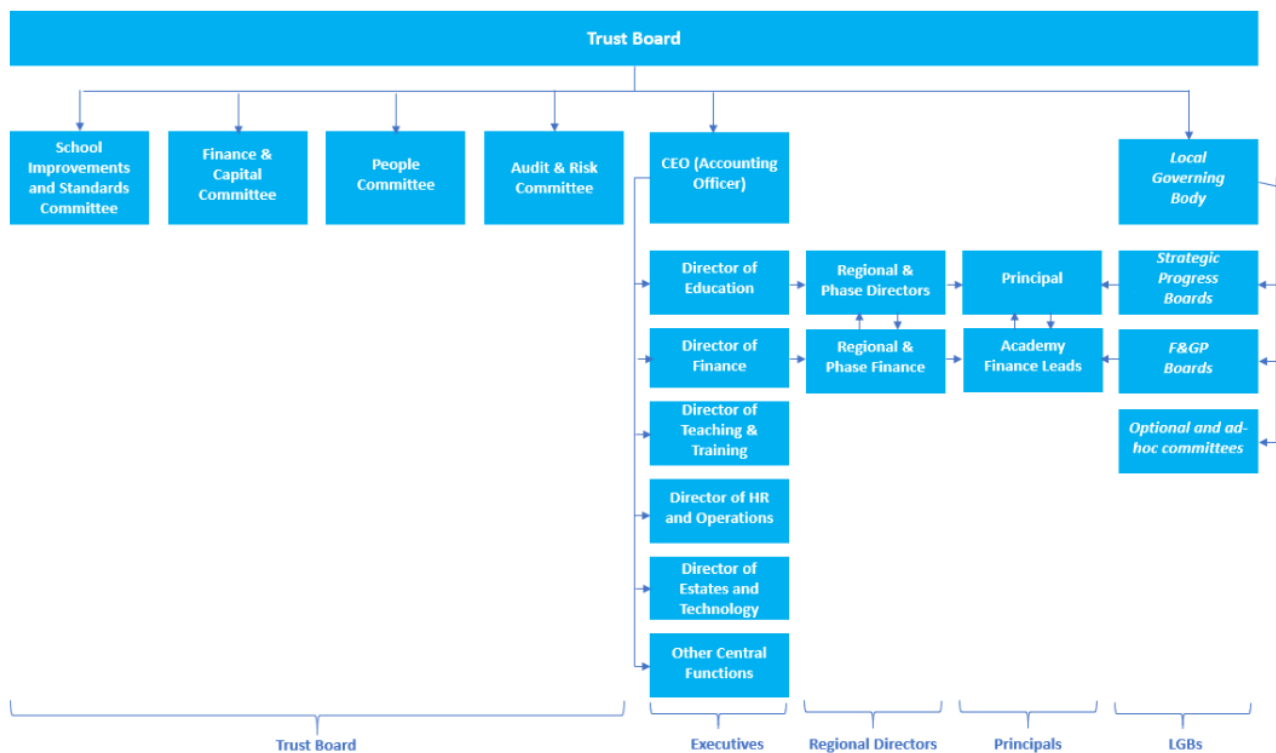 Trust Board
School
Improvements
and Standards
Committee
Finance &
Capital
Committee
People
Committee
Audit & Risk
Committee
CEO (Accounting
Officer)
Local
Governing
Body
Director of
Education
Regional &
Phase Directors
Principal
Strategic
Progress
Boards
Director of
Finance
Regional &
Phase Finance
Academy
Finance Leads
F&GP
Boards
Director of
Teaching &
Training
Optional and ad-
hoc committees
Director of HR
and Operations
Director of
Estates and
Technology
Other Central
Functions
Trust Board
Executives
Regional Directors
Principals
LGBs